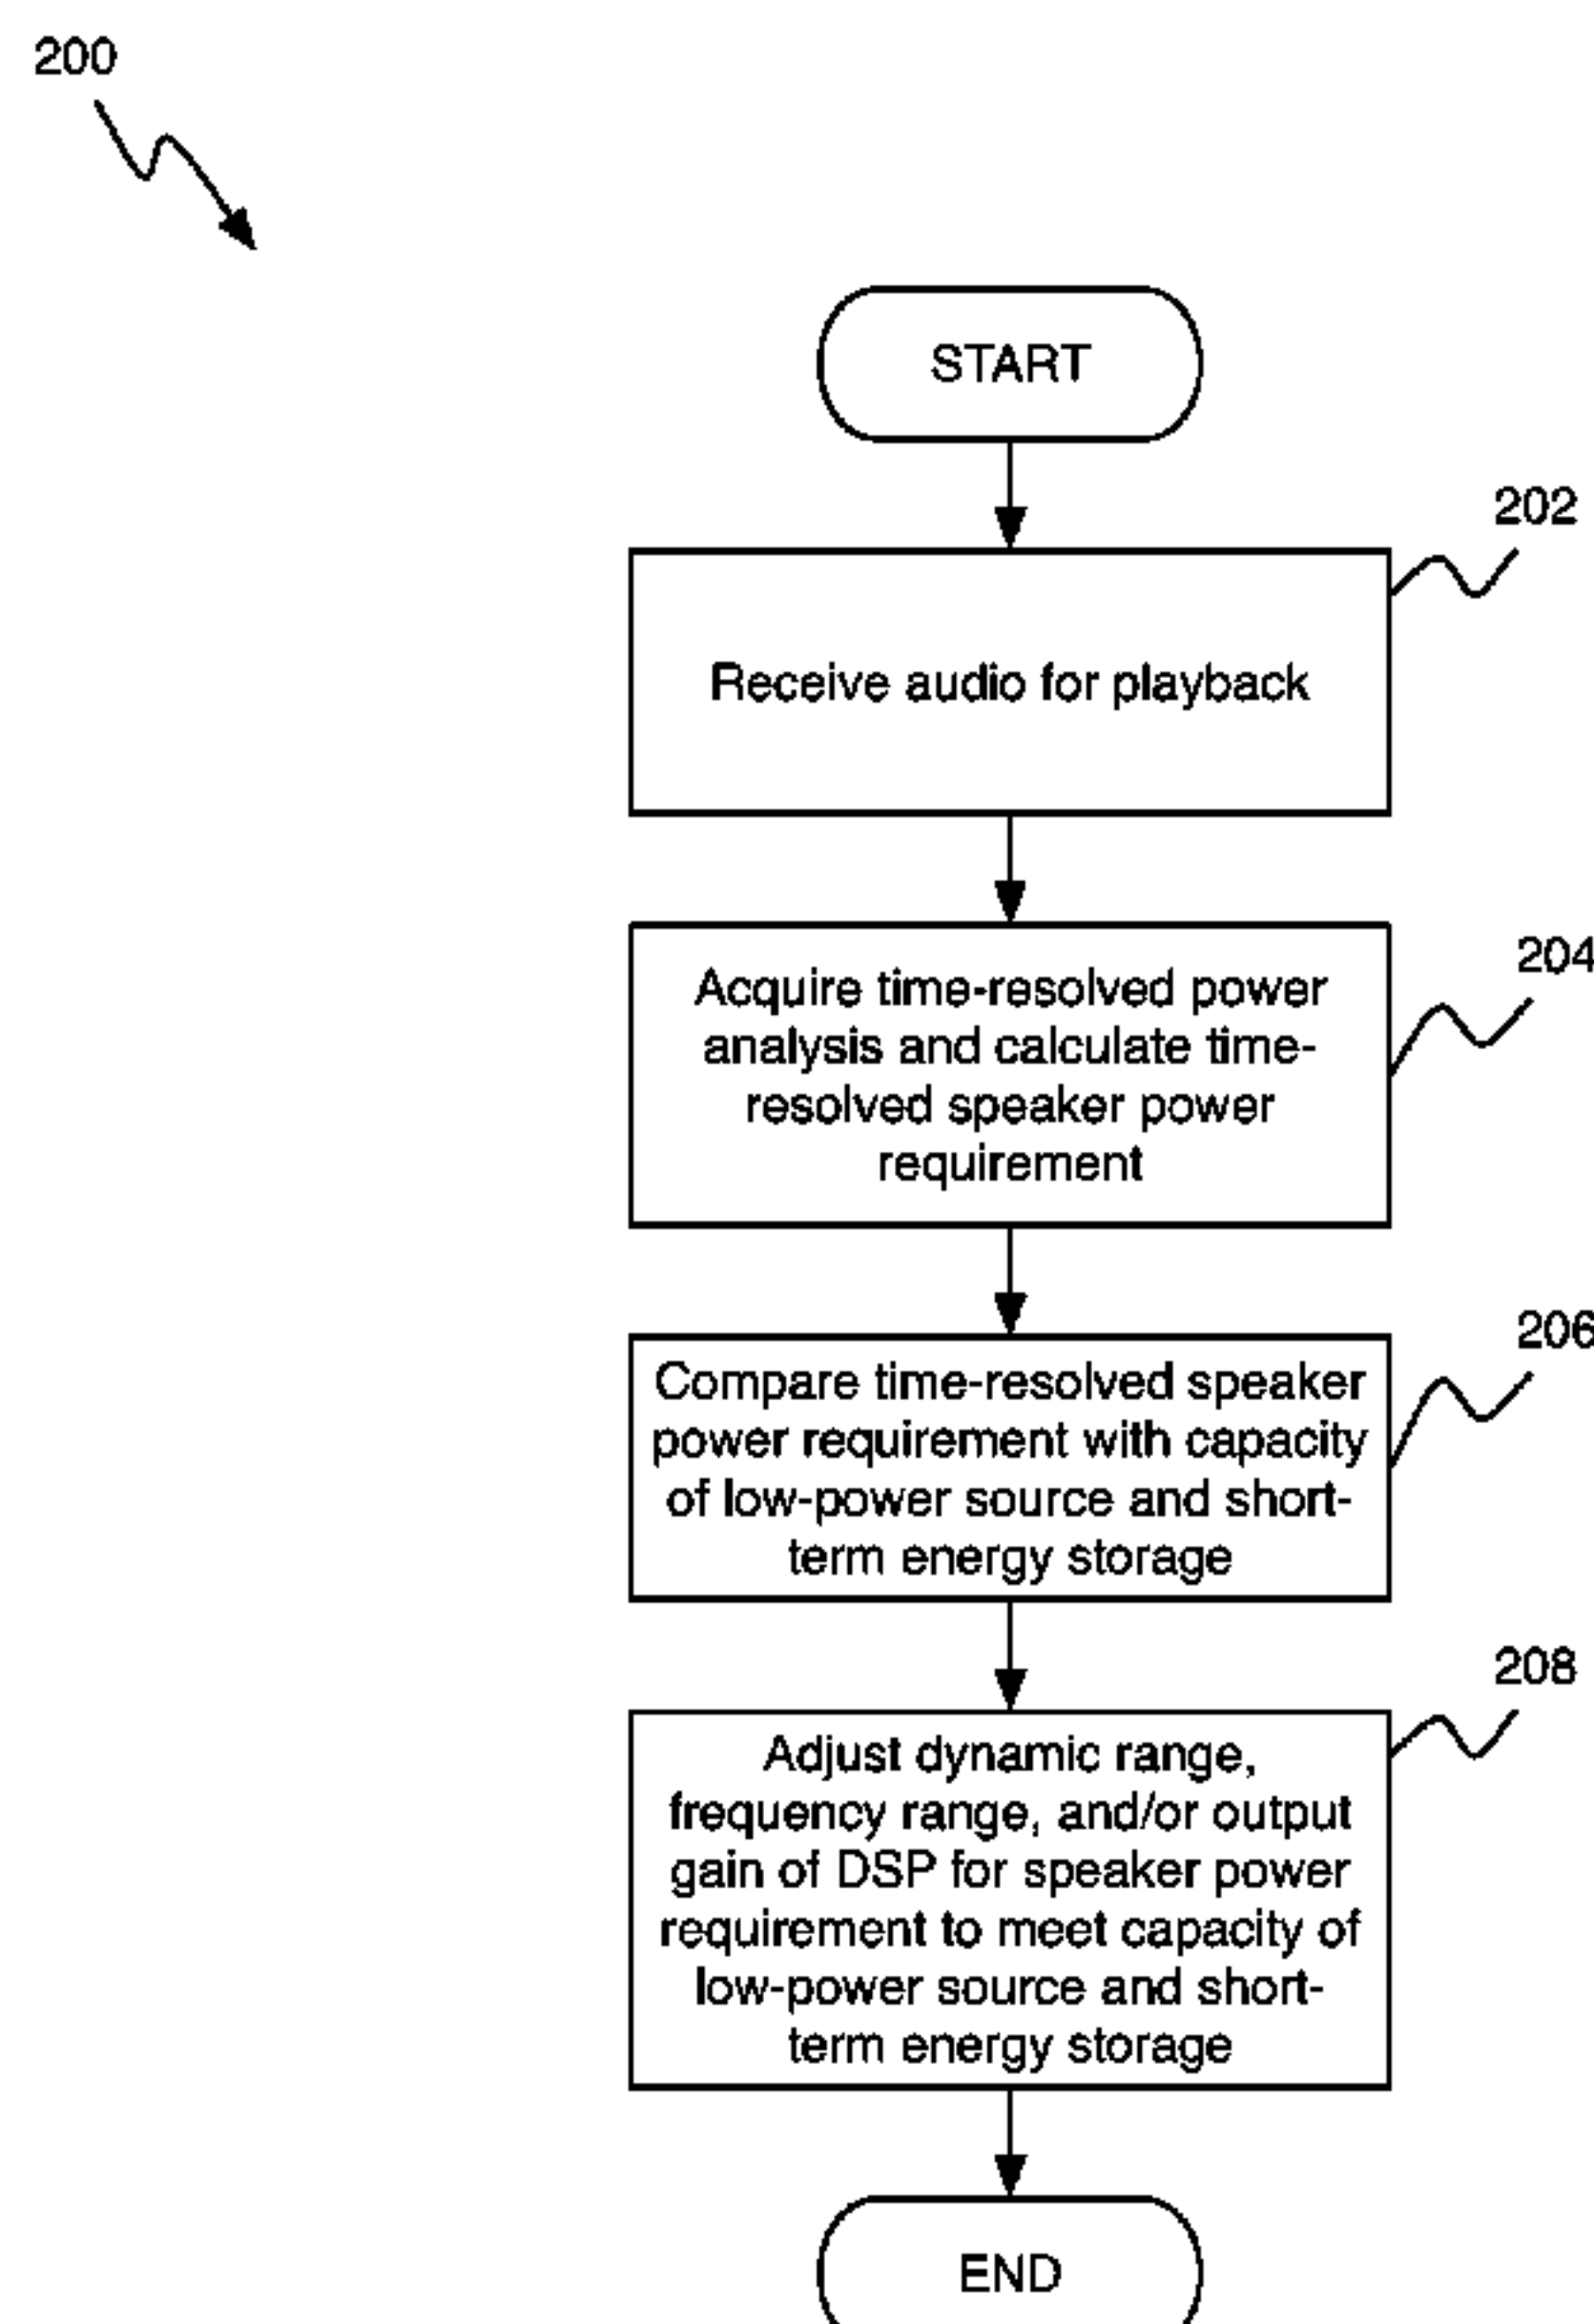 200
START
202
Receive audio for playback
204
Acquire time-resolved power
analysis and calculate time-
resolved speaker power
requirement
206
Compare time-resolved speaker
power requirement with capacity
of low-power source and short-
term energy storage
208
Adjust dynamic range,
frequency range, and/or output
gain of DSP for speaker power
requirement to meet capacity of
low-power source and short-
term energy storage
END